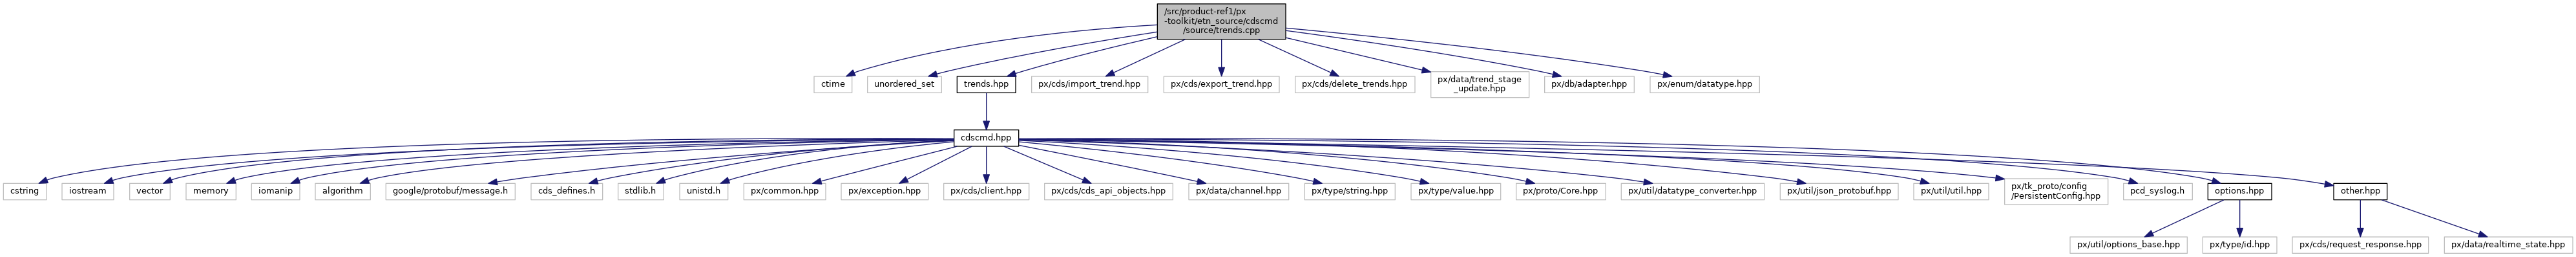 /src/product-ref1/px
-toolkit/etn_source/cdscmd
/source/trends.cpp
ctime
unordered_set
trends.hpp
px/cds/import_trend.hpp
px/cds/export_trend.hpp
px/cds/delete_trends.hpp
px/data/trend_stage
_update.hpp
px/db/adapter.hpp
px/enum/datatype.hpp
cdscmd.hpp
cstring
iostream
vector
memory
iomanip
algorithm
google/protobuf/message.h
cds_defines.h
stdlib.h
unistd.h
px/common.hpp
px/exception.hpp
px/cds/client.hpp
px/cds/cds_api_objects.hpp
px/data/channel.hpp
px/type/string.hpp
px/type/value.hpp
px/proto/Core.hpp
px/util/datatype_converter.hpp
px/util/json_protobuf.hpp
px/util/util.hpp
px/tk_proto/config
/PersistentConfig.hpp
pcd_syslog.h
options.hpp
other.hpp
px/util/options_base.hpp
px/type/id.hpp
px/cds/request_response.hpp
px/data/realtime_state.hpp